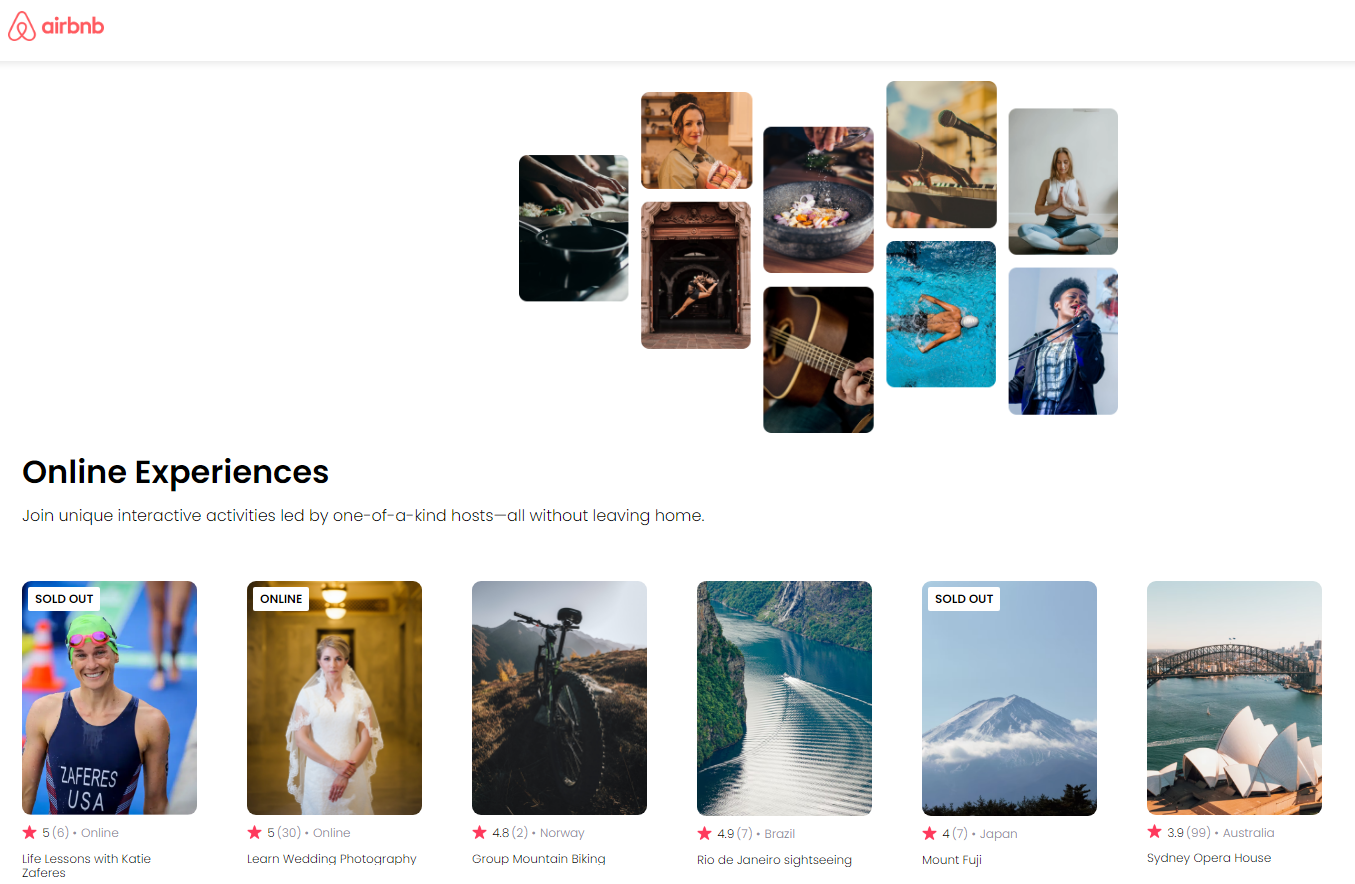 airbnb
Online Experiences
Join unique interactive activities led by one-of-a-kind hosts—all without leaving home.
SOLD OUT
ZAFERES
USA
5 (6) • Online
Life Lessons with Katie
Zaferes
ONLINE
5 (30) • Online
Learn Wedding Photography
4.8 (2) • Norway
Group Mountain Biking
4.9 (7) • Brazil
Rio de Janeiro sightseeing
SOLD OUT
4 (7) • Japan
Mount Fuji
3.9 (99) • Australia
Sydney Opera House